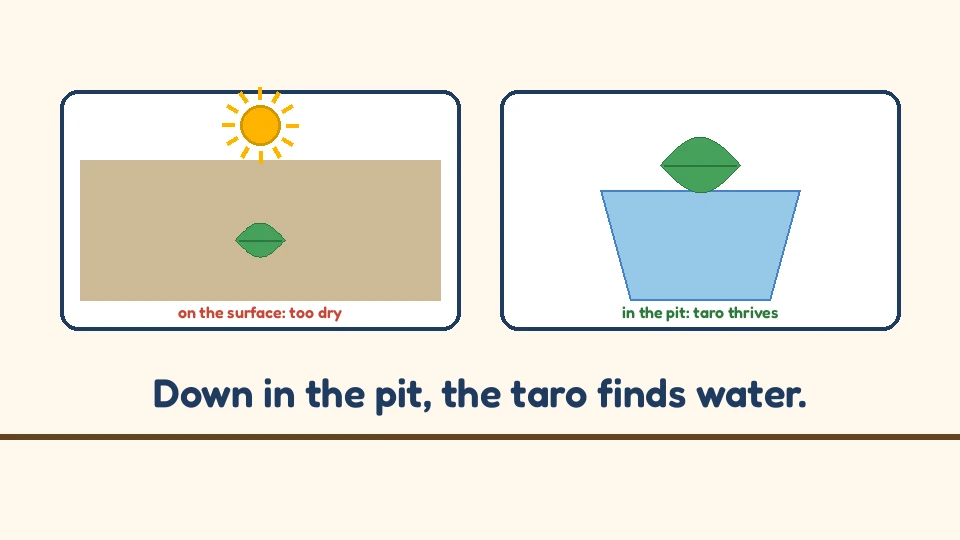 on the surface: too dry
in the pit: taro thrives
Down in the pit, the taro finds water.